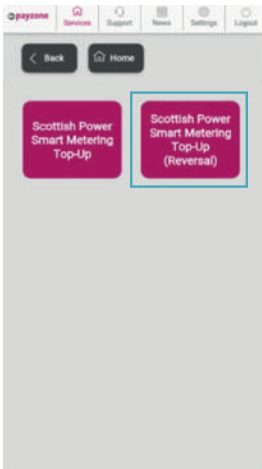 payzone
Services
Support
News
Settings
Logout
Back
Home
Scottish Power
Smart Metering
Top-Up
Scottish Power
Smart Metering
Top-Up
(Reversal)